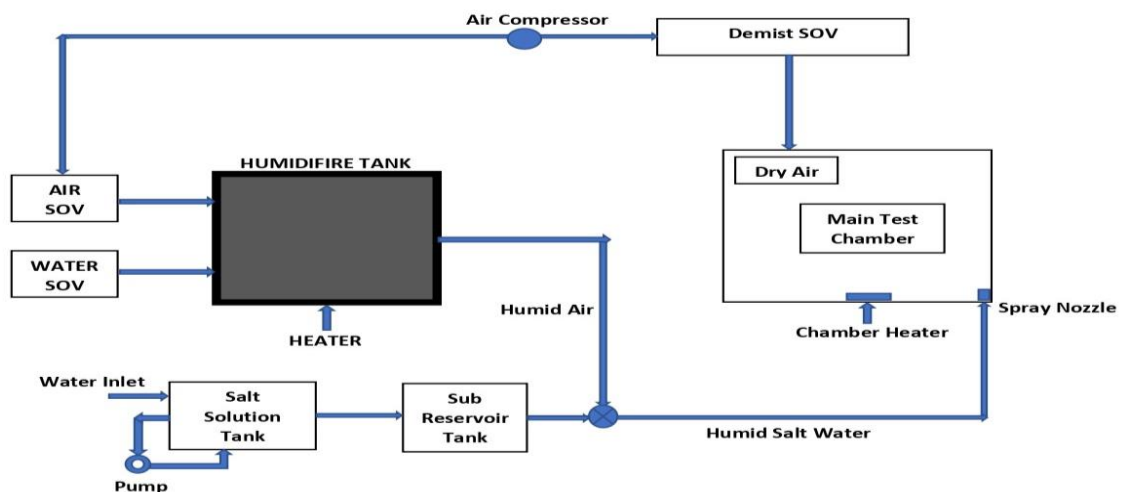 Air Compressor
Demist SOV
HUMIDIFIRE TANK
AIR
SOV
Dry Air
Main Test
Chamber
WATER
SOV
Humid Air
Spray Nozzle
Chamber Heater
HEATER
Water Inlet
Salt
Solution
Tank
Sub
Reservoir
Tank
Humid Salt Water
Pump